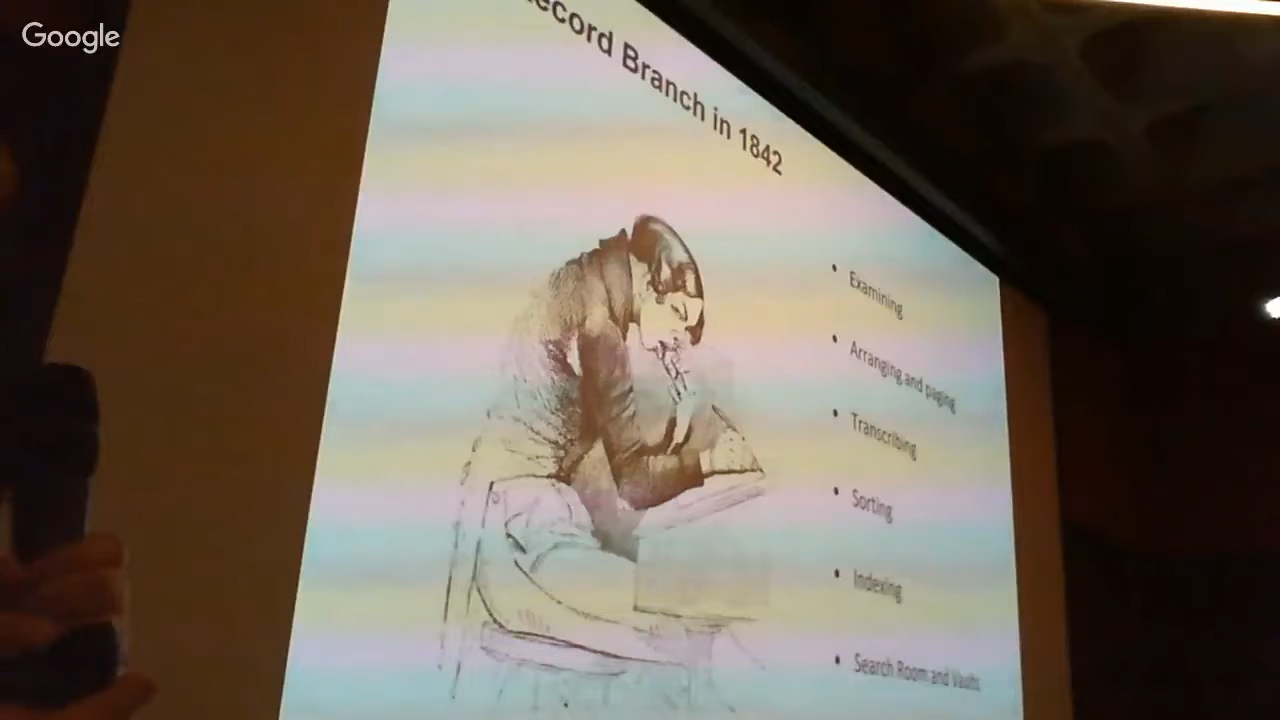 Google
Record Branch in 1842
• Examining
• Arranging and paging
• Transcribing
• Sorting
• Indexing
• Search Room and Vaults